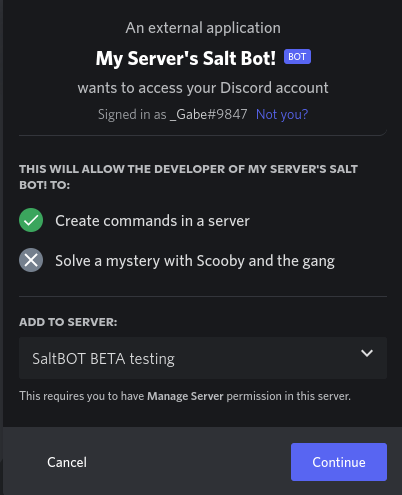 An external application
My Server's Salt Bot! BOT
wants to access your Discord account
Signed in as _Gabe#9847 Not you?
THIS WILL ALLOW THE DEVELOPER OF MY SERVER'S SALT
BOT! TO:
Create commands in a server
Solve a mystery with Scooby and the gang
ADD TO SERVER:
SaltBOT BETA testing
This requires you to have Manage Server permission in this server.
Cancel Continue